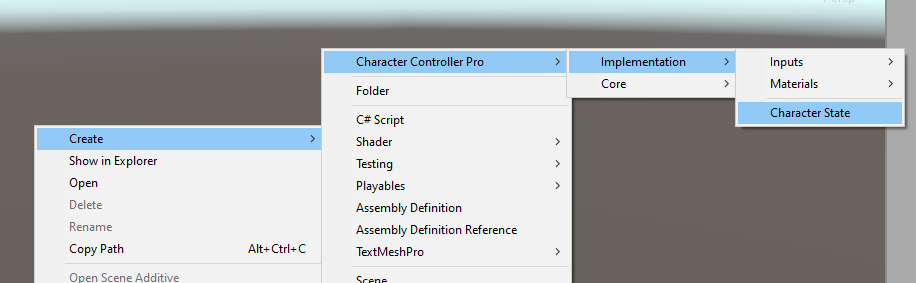 Persp
Create
Show in Explorer
Open
Delete
Rename
Copy Path Alt+Ctrl+C
Open Scene Additive
Character Controller Pro
Folder
C# Script
Shader
Testing
Playables
Assembly Definition
Assembly Definition Reference
TextMeshPro
Scene
Implementation
Core
Inputs
Materials
Character State